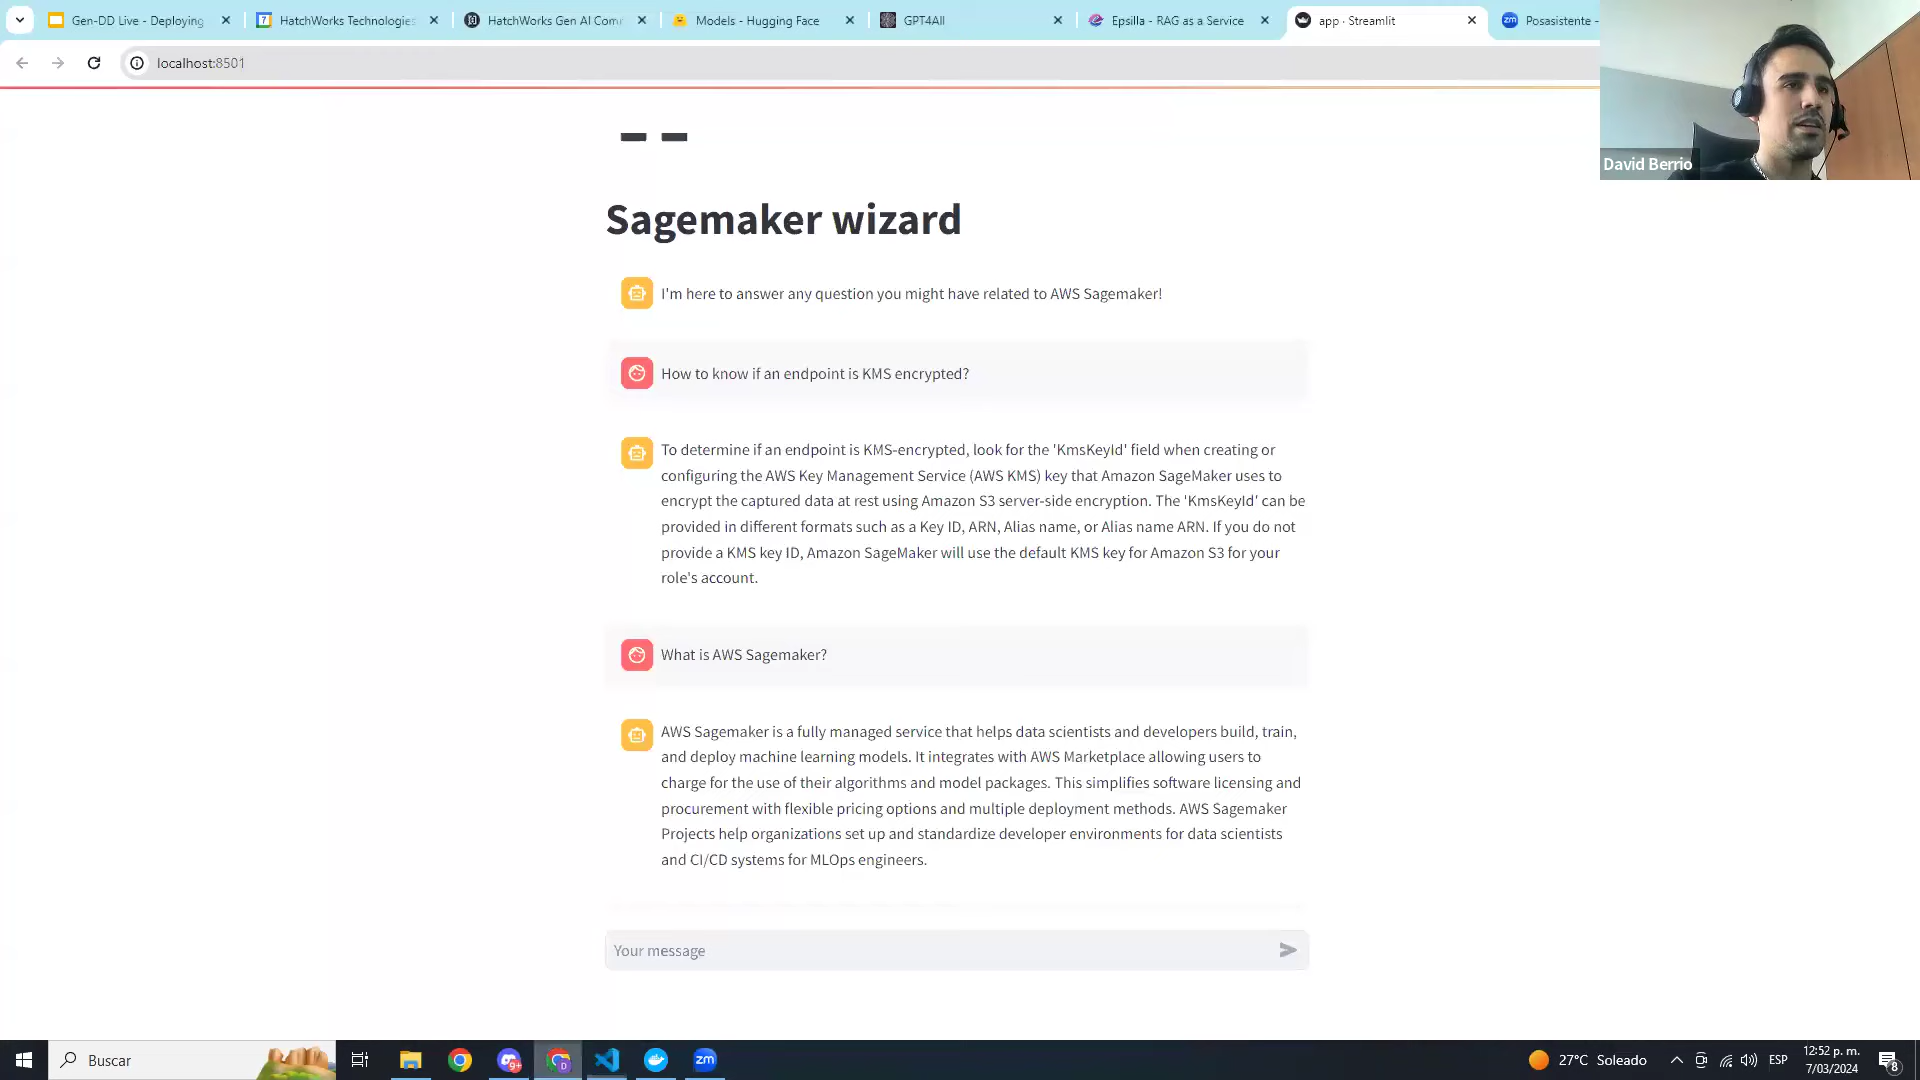 Gen-DD Live - Deploying
HatchWorks Technologies
HatchWorks Gen AI Com
Models - Hugging Face
GPT4All
Epsilla - RAG as a Service
app · Streamlit
Posasistente -
localhost:8501
David Berrio
Sagemaker wizard
I'm here to answer any question you might have related to AWS Sagemaker!
How to know if an endpoint is KMS encrypted?
To determine if an endpoint is KMS-encrypted, look for the 'KmsKeyId' field when creating or
configuring the AWS Key Management Service (AWS KMS) key that Amazon SageMaker uses to
encrypt the captured data at rest using Amazon S3 server-side encryption. The 'KmsKeyId' can be
provided in different formats such as a Key ID, ARN, Alias name, or Alias name ARN. If you do not
provide a KMS key ID, Amazon SageMaker will use the default KMS key for Amazon S3 for your
role's account.
What is AWS Sagemaker?
AWS Sagemaker is a fully managed service that helps data scientists and developers build, train,
and deploy machine learning models. It integrates with AWS Marketplace allowing users to
charge for the use of their algorithms and model packages. This simplifies software licensing and
procurement with flexible pricing options and multiple deployment methods. AWS Sagemaker
Projects help organizations set up and standardize developer environments for data scientists
and CI/CD systems for MLOps engineers.
Your message
Buscar
27°C Soleado
ESP
12:52 p. m.
7/03/2024
8